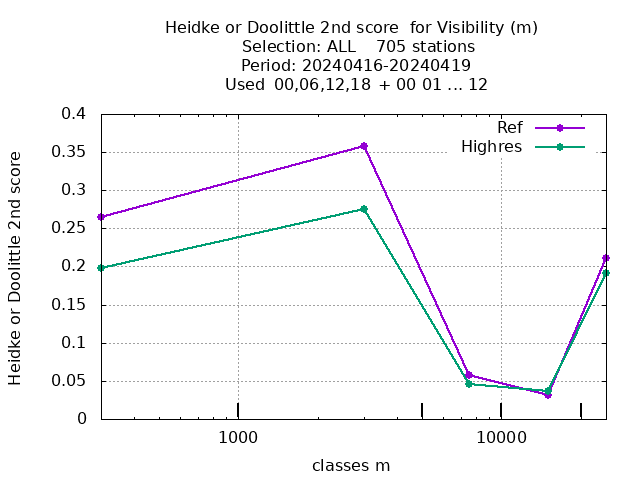 Heidke or Doolittle 2nd score  for Visibility (m)
Selection: ALL    705 stations
Period: 20240416-20240419
Used  00,06,12,18 + 00 01 ... 12
Heidke or Doolittle 2nd score
0.4
0.35
0.3
0.25
0.2
0.15
0.1
0.05
0
Ref
Highres
1000
10000
classes m